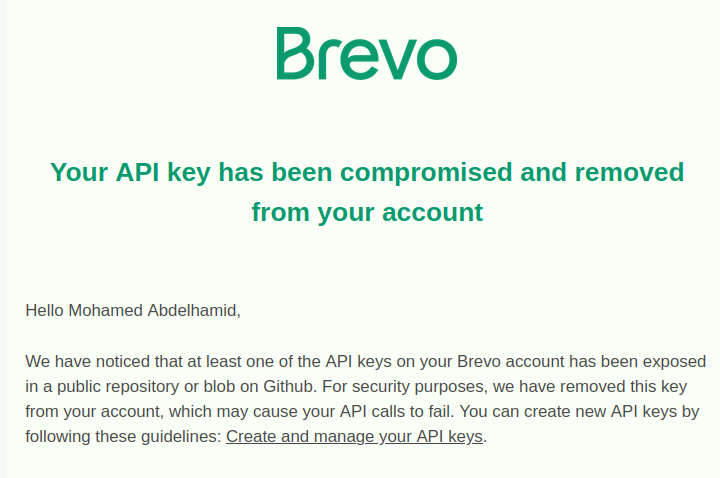 Brevo
Your API key has been compromised and removed
from your account
Hello Mohamed Abdelhamid,
We have noticed that at least one of the API keys on your Brevo account has been exposed
in a public repository or blob on Github. For security purposes, we have removed this key
from your account, which may cause your API calls to fail. You can create new API keys by
following these guidelines: Create and manage your API keys.